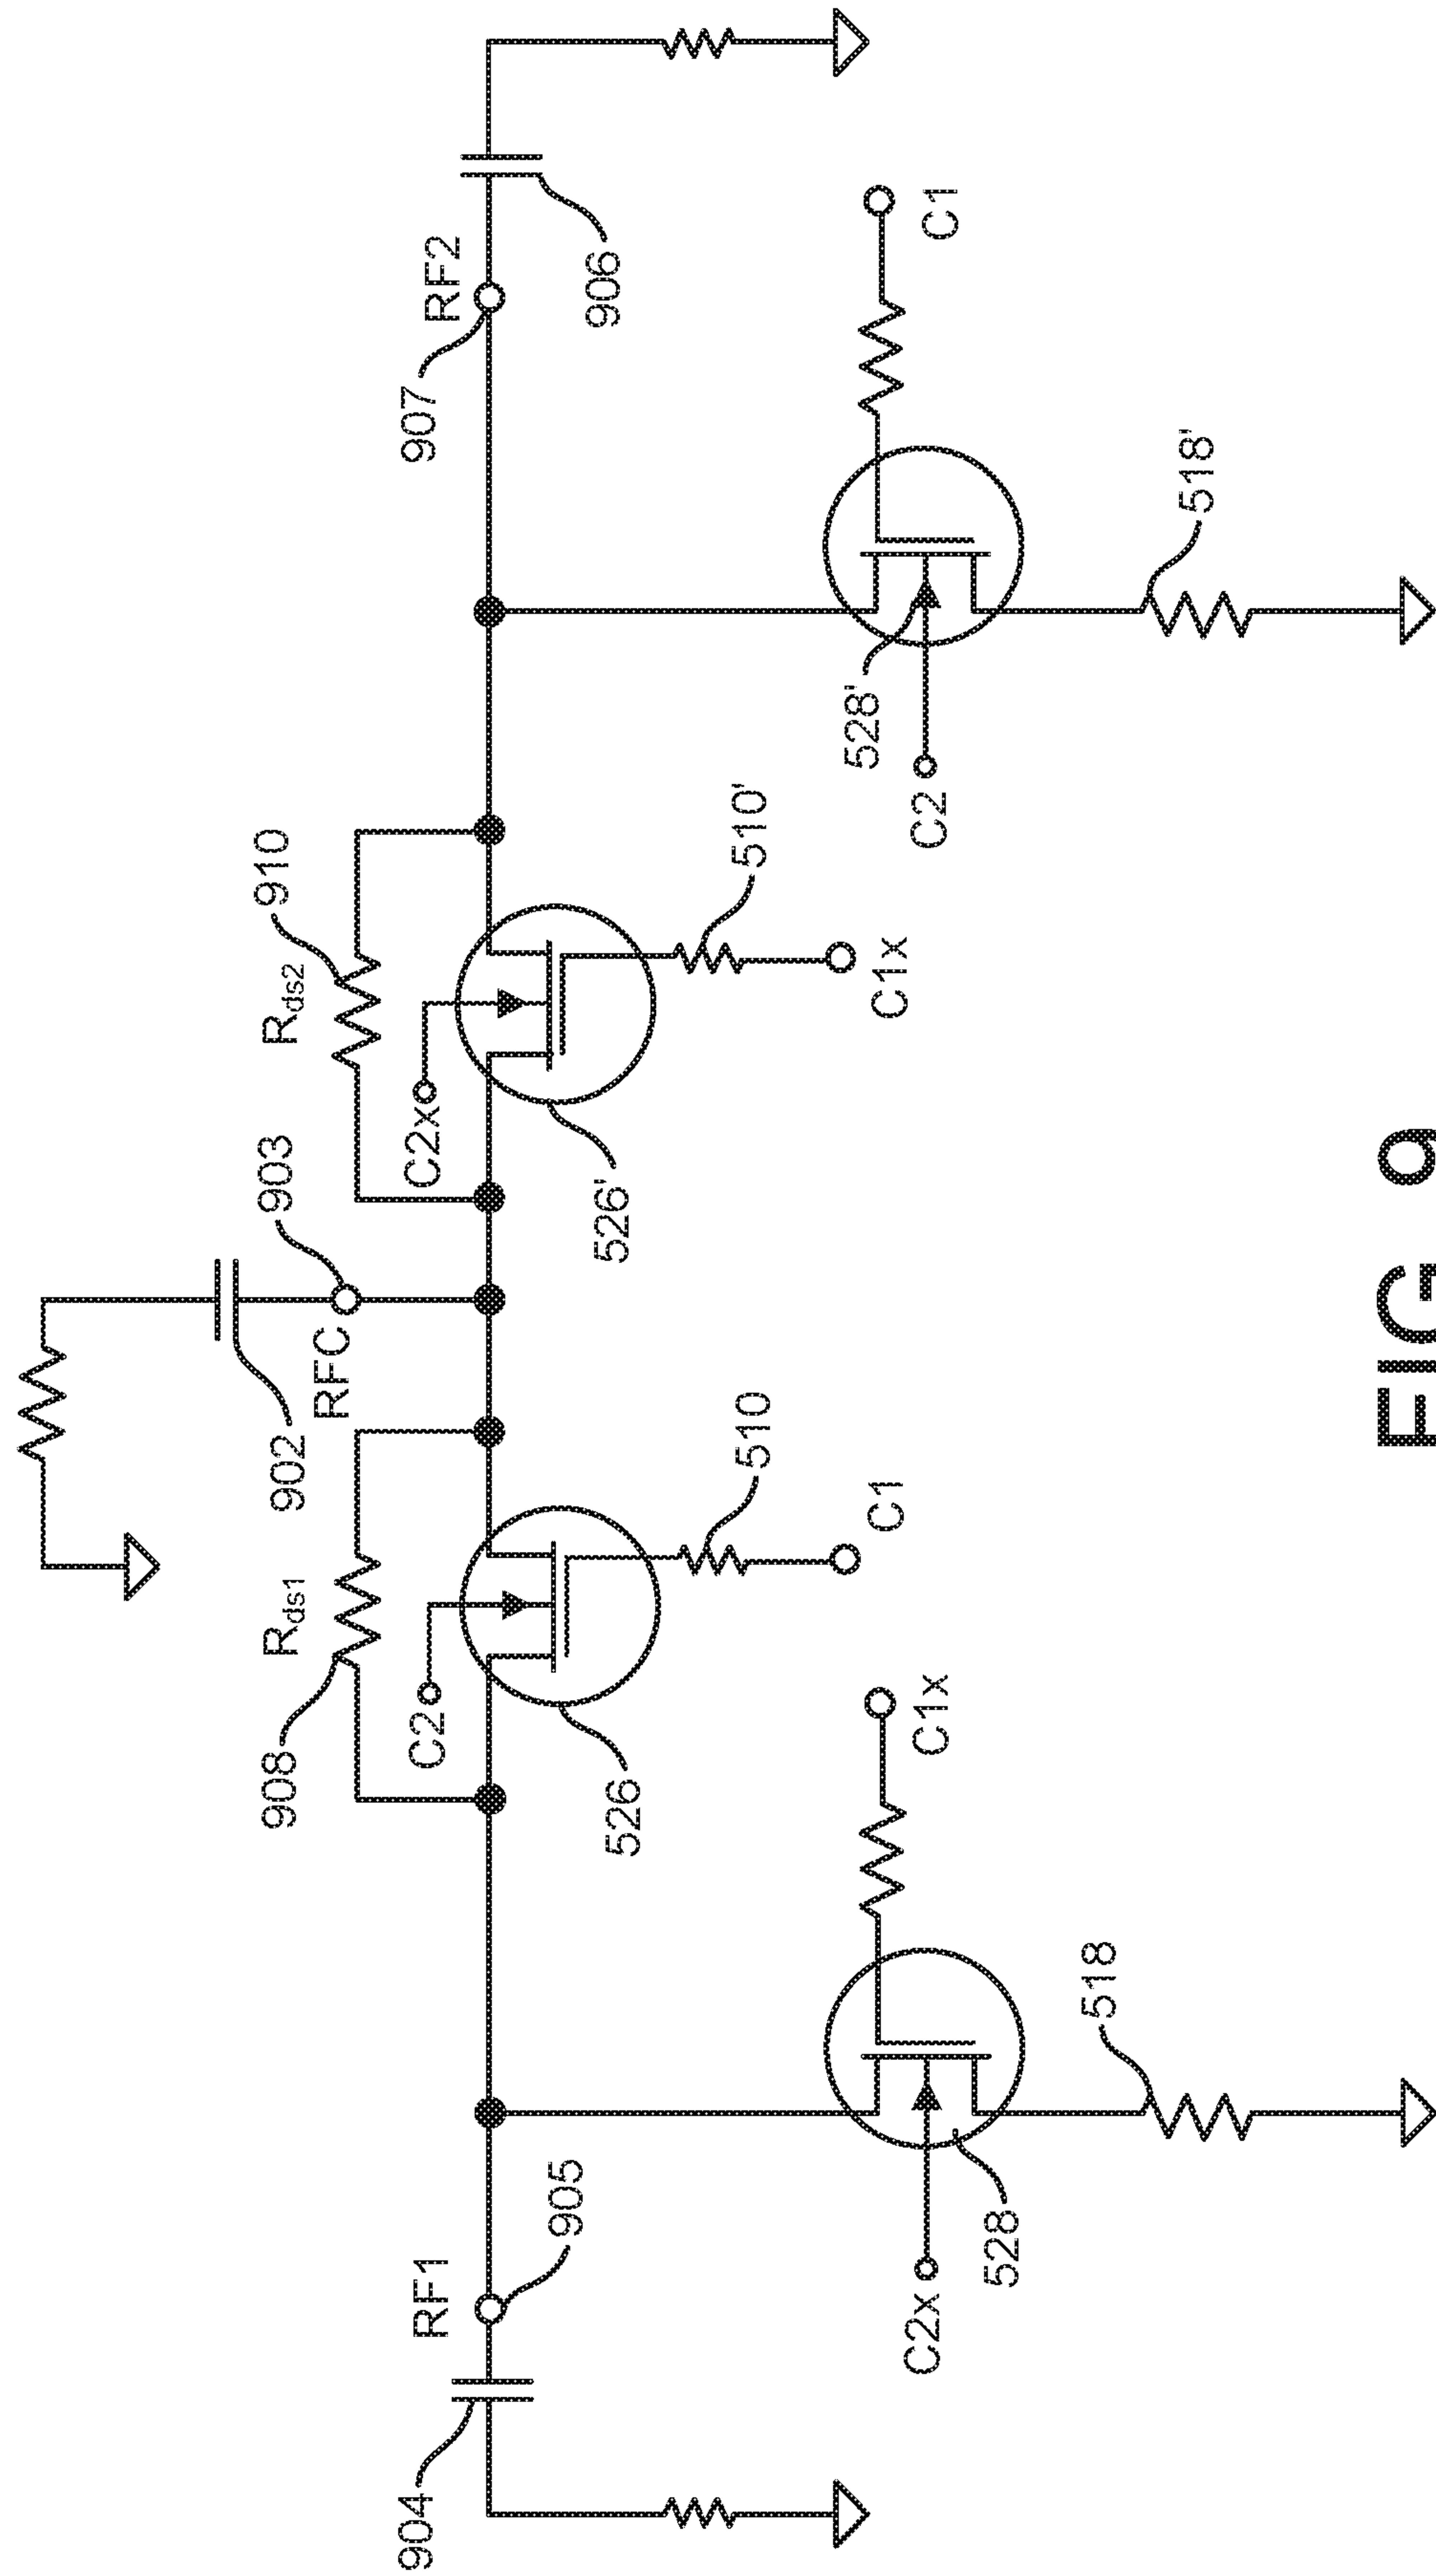 902
RFC
903
908
Rds1
Rds2
910
904
RF1
905
C2
526
510
C1
C2x
526'
510'
C1x
907
RF2
906
C2x
528
C1x
518
C2
528'
C1
518'
FIG 9